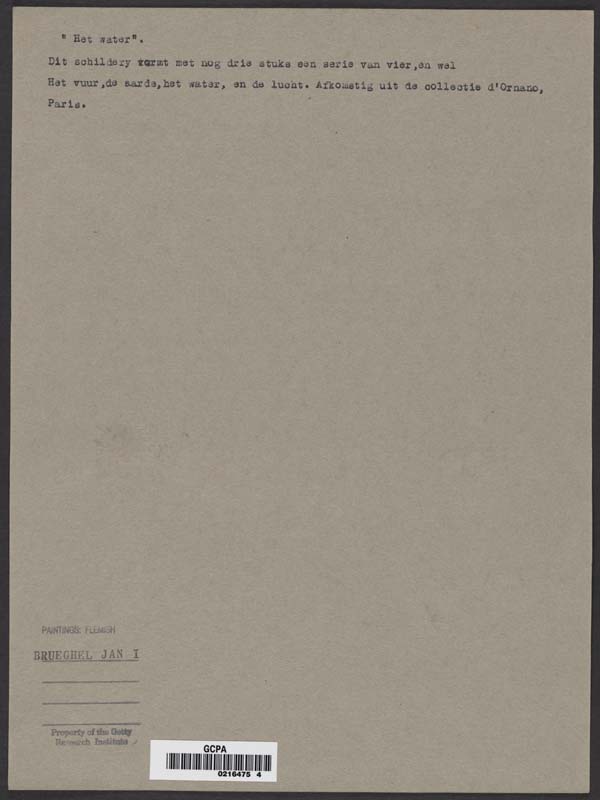 " Het water".
Dit schildery vormt met nog drie stuks een serie van vier,en wel
Het vuur,de aarde,het water, en de lucht. Afkomstig uit de collectie d'Ornano,
Paris.
PAINTINGS: FLEMISH
BRUEGHEL JAN I
Property of the Getty
Research Institute
GCPA
0216475 4